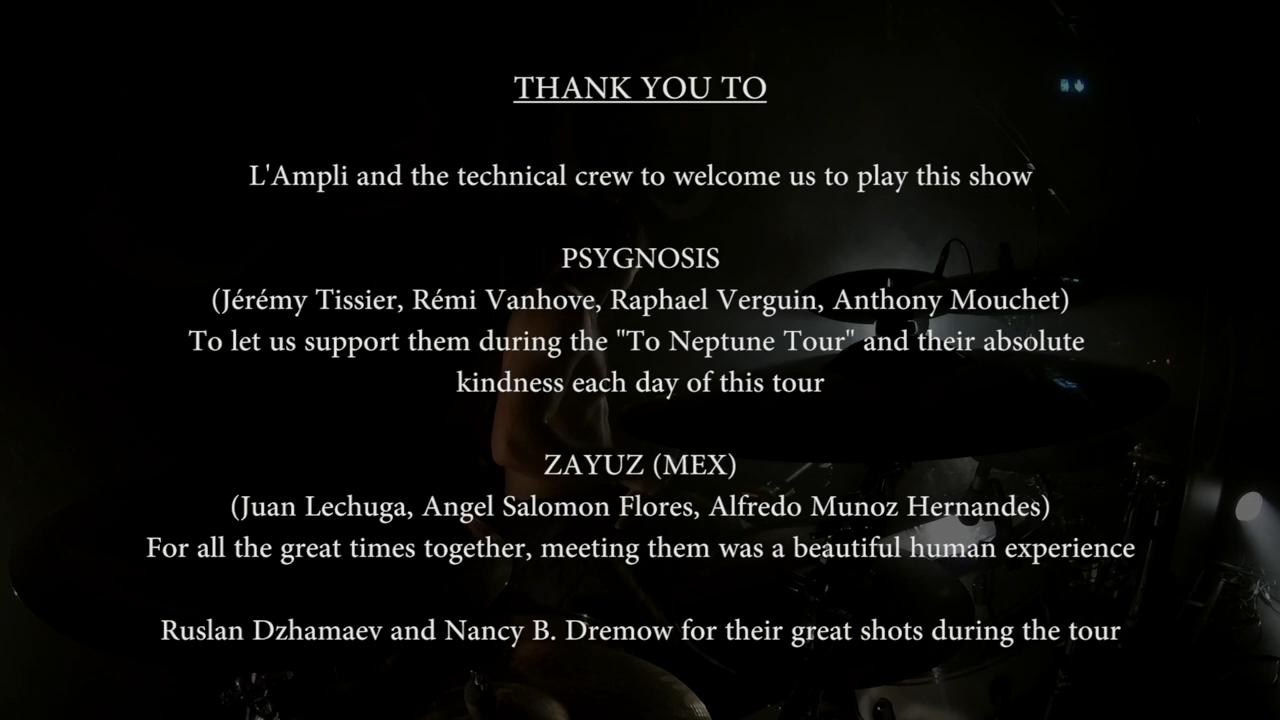 THANK YOU TO
L'Ampli and the technical crew to welcome us to play this show
PSYGNOSIS
(Jérémy Tissier, Rémi Vanhove, Raphael Verguin, Anthony Mouchet)
To let us support them during the "To Neptune Tour" and their absolute
kindness each day of this tour
ZAYUZ (MEX)
(Juan Lechuga, Angel Salomon Flores, Alfredo Munoz Hernandes)
For all the great times together, meeting them was a beautiful human experience
Ruslan Dzhamaev and Nancy B. Dremow for their great shots during the tour